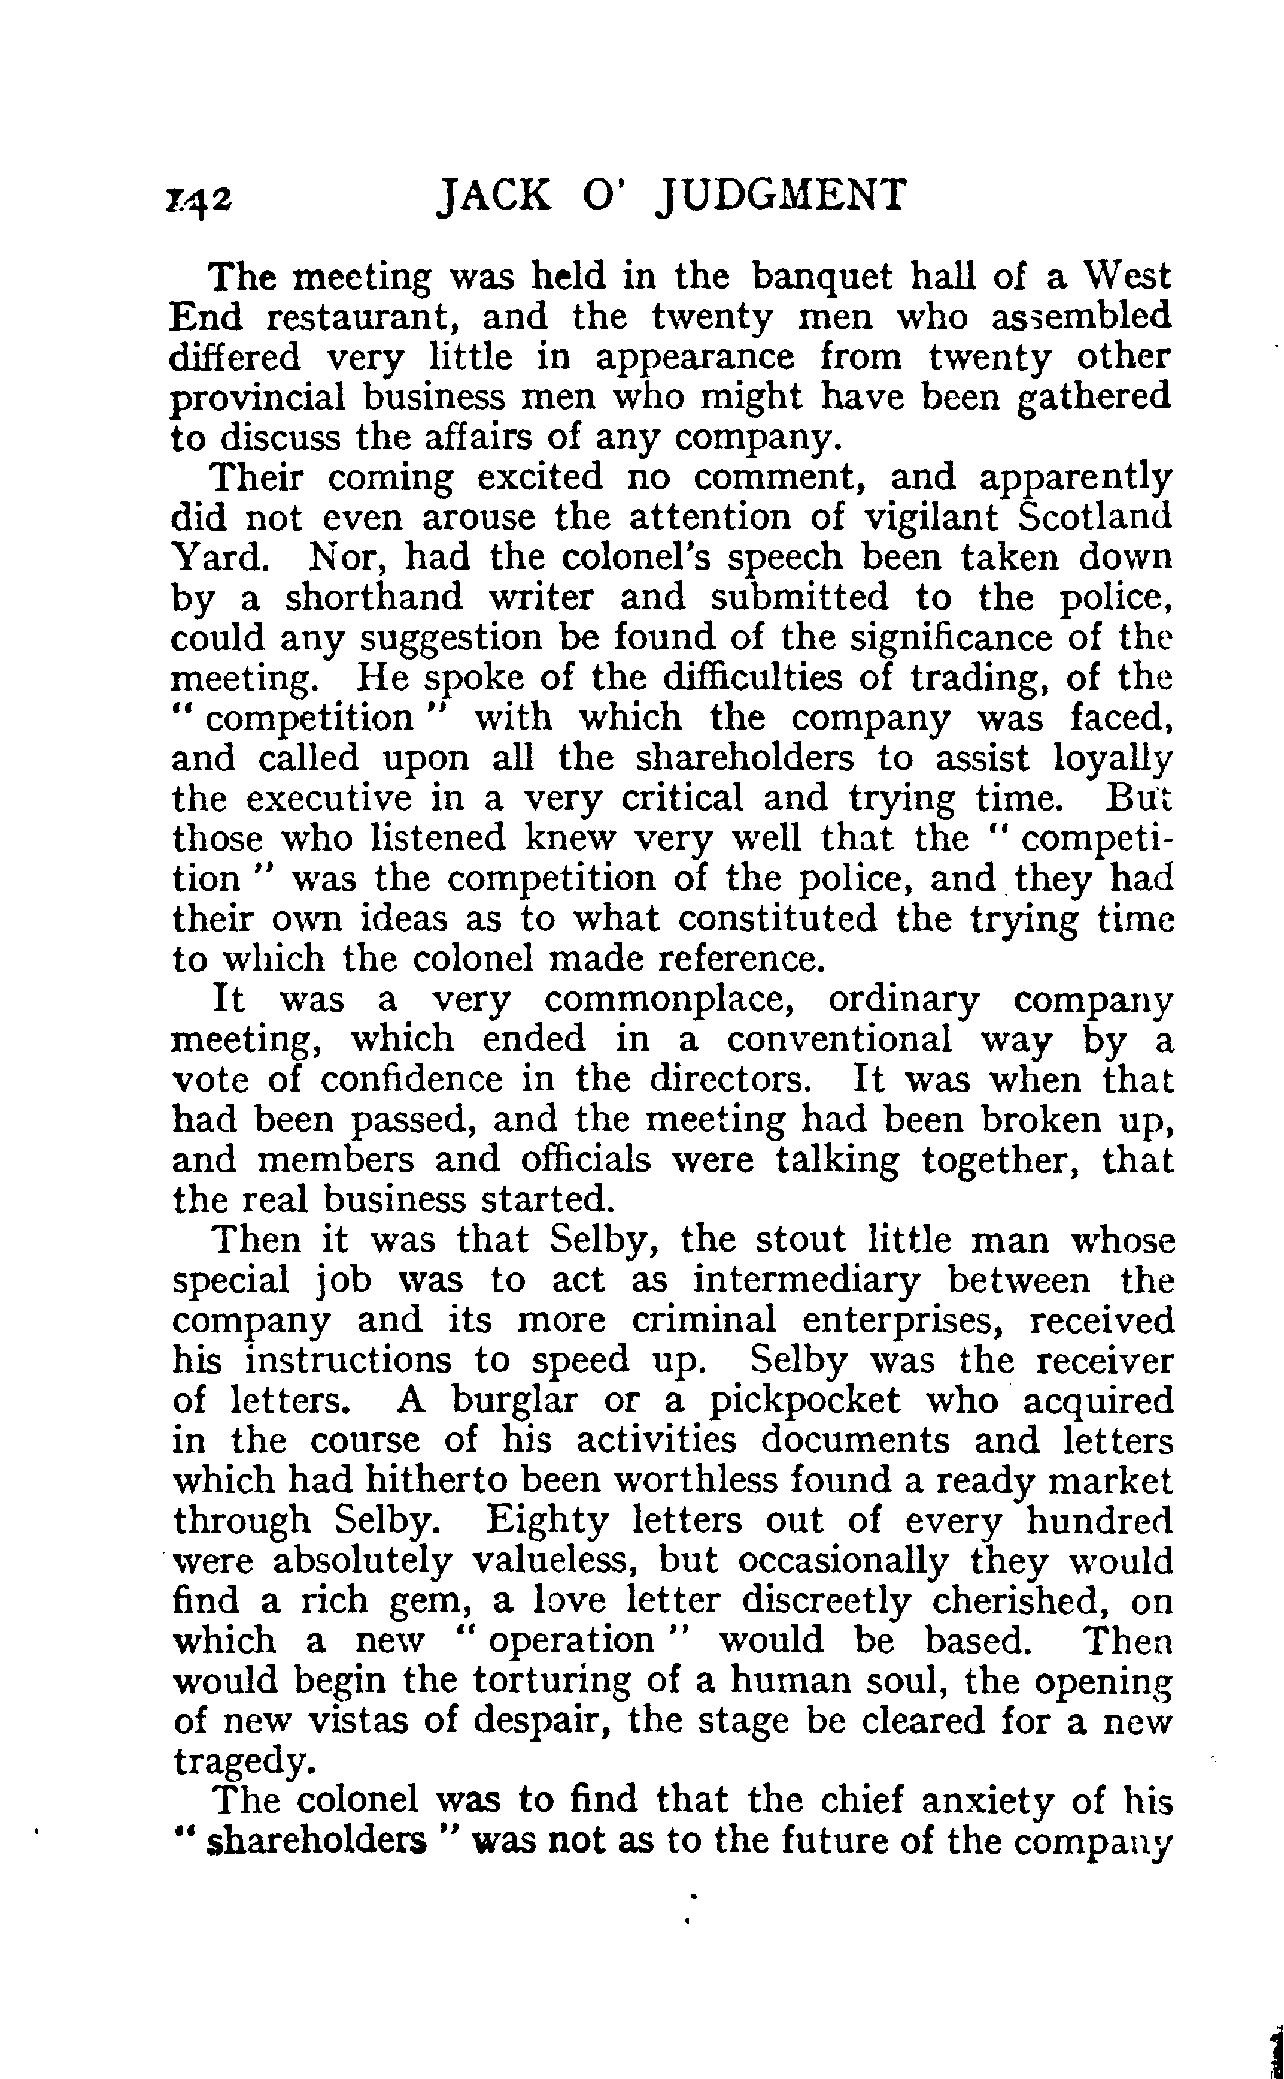 142 JACK O' JUDGMENT
The meeting was held in the banquet hall of a West
End restaurant, and the twenty men who assembled
differed very little in appearance from twenty other
provincial business men who might have been gathered
to discuss the affairs of any company.
Their coming excited no comment, and apparently
did not even arouse the attention of vigilant Scotland
Yard. Nor, had the colonel's speech been taken down
by a shorthand writer and submitted to the police,
could any suggestion be found of the significance of the
meeting. He spoke of the difficulties of trading, of the
" competition " with which the company was faced,
and called upon all the shareholders to assist loyally
the executive in a very critical and trying time. But
those who listened knew very well that the " competi-
tion " was the competition of the police, and they had
their own ideas as to what constituted the trying time
to which the colonel made reference.
It was a very commonplace, ordinary company
meeting, which ended in a conventional way by a
vote of confidence in the directors. It was when that
had been passed, and the meeting had been broken up,
and members and officials were talking together, that
the real business started.
Then it was that Selby, the stout little man whose
special job was to act as intermediary between the
company and its more criminal enterprises, received
his instructions to speed up. Selby was the receiver
of letters. A burglar or a pickpocket who acquired
in the course of his activities documents and letters
which had hitherto been worthless found a ready market
through Selby. Eighty letters out of every hundred
were absolutely valueless, but occasionally they would
find a rich gem, a love letter discreetly cherished, on
which a new " operation " would be based. Then
would begin the torturing of a human soul, the opening
of new vistas of despair, the stage be cleared for a new
tragedy.
The colonel was to find that the chief anxiety of his
" shareholders " was not as to the future of the company